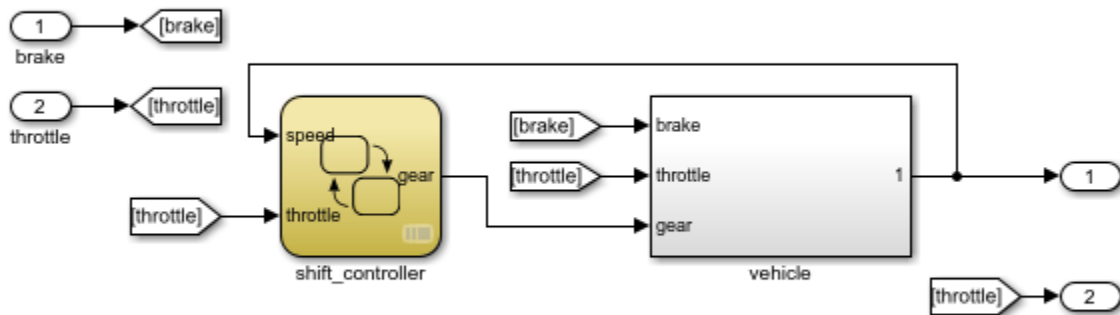 1
[brake]
brake
2
[throttle]
throttle
[throttle]
speed
throttle
gear
shift_controller
[brake]
[throttle]
brake
throttle
gear
1
vehicle
1
[throttle]
2